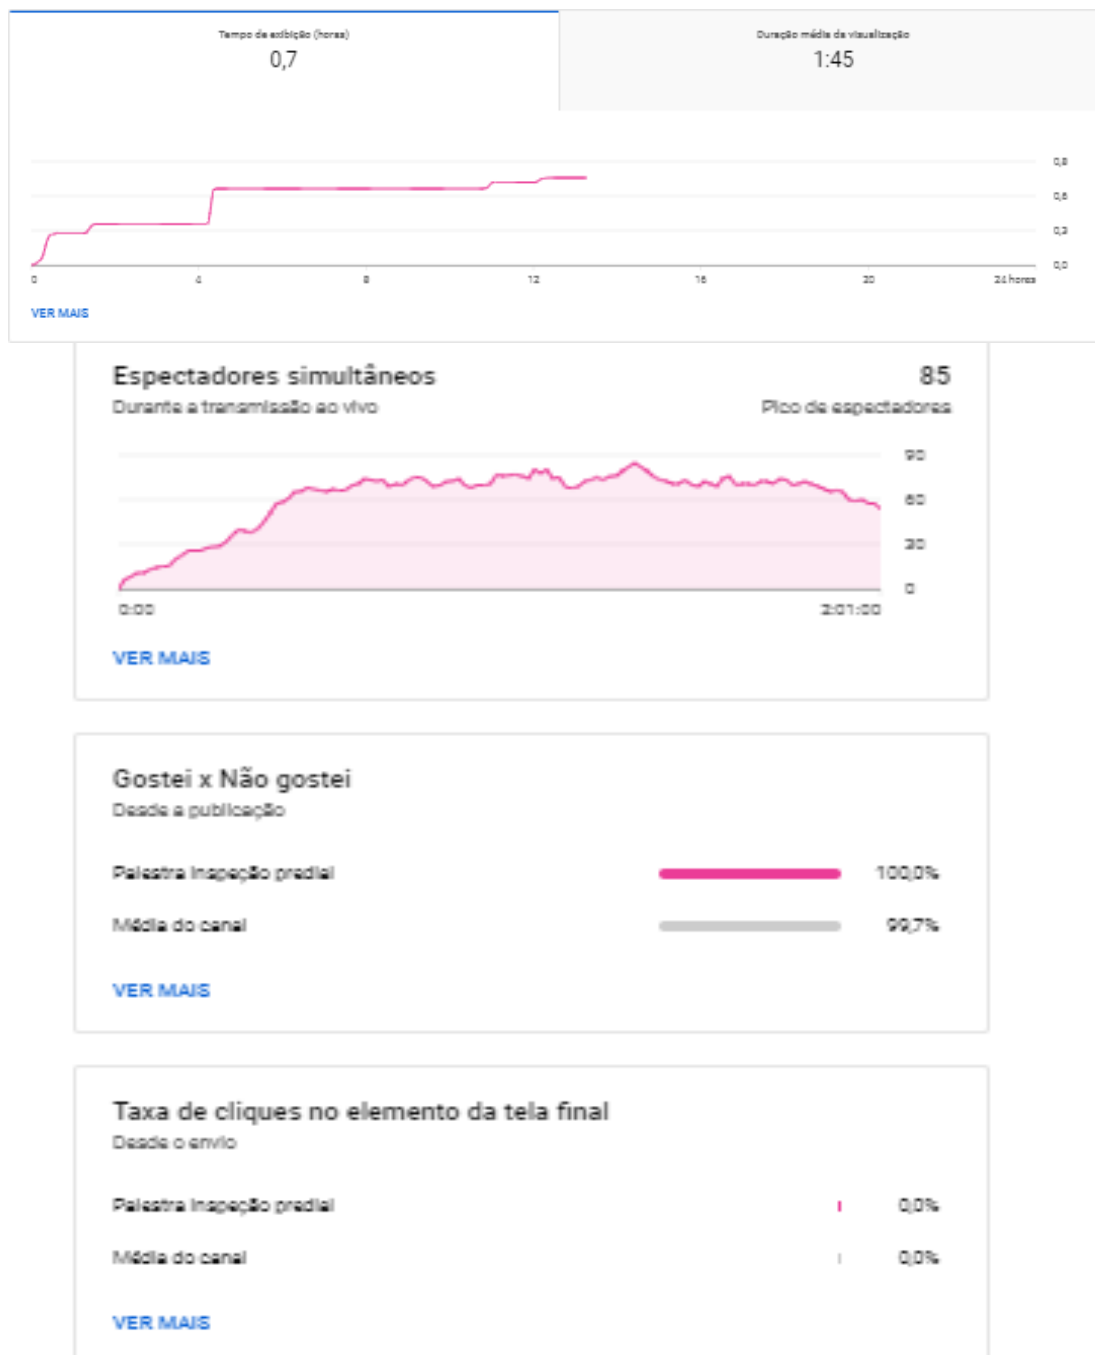 Tempo de exibição (horas)
0,7
Duração média da visualização
1:45
0,8
0,6
0,3
0,0
0 4 8 12 16 20 24 horas
VER MAIS
Espectadores simultâneos
85
Durante a transmissão ao vivo
Pico de espectadores
90
60
30
0
0:00 2:01:00
VER MAIS
Gostei x Não gostei
Desde a publicação
Palestra Inspeção predial 100,0%
Média do canal 99,7%
VER MAIS
Taxa de cliques no elemento da tela final
Desde o envio
Palestra Inspeção predial 0,0%
Média do canal 0,0%
VER MAIS